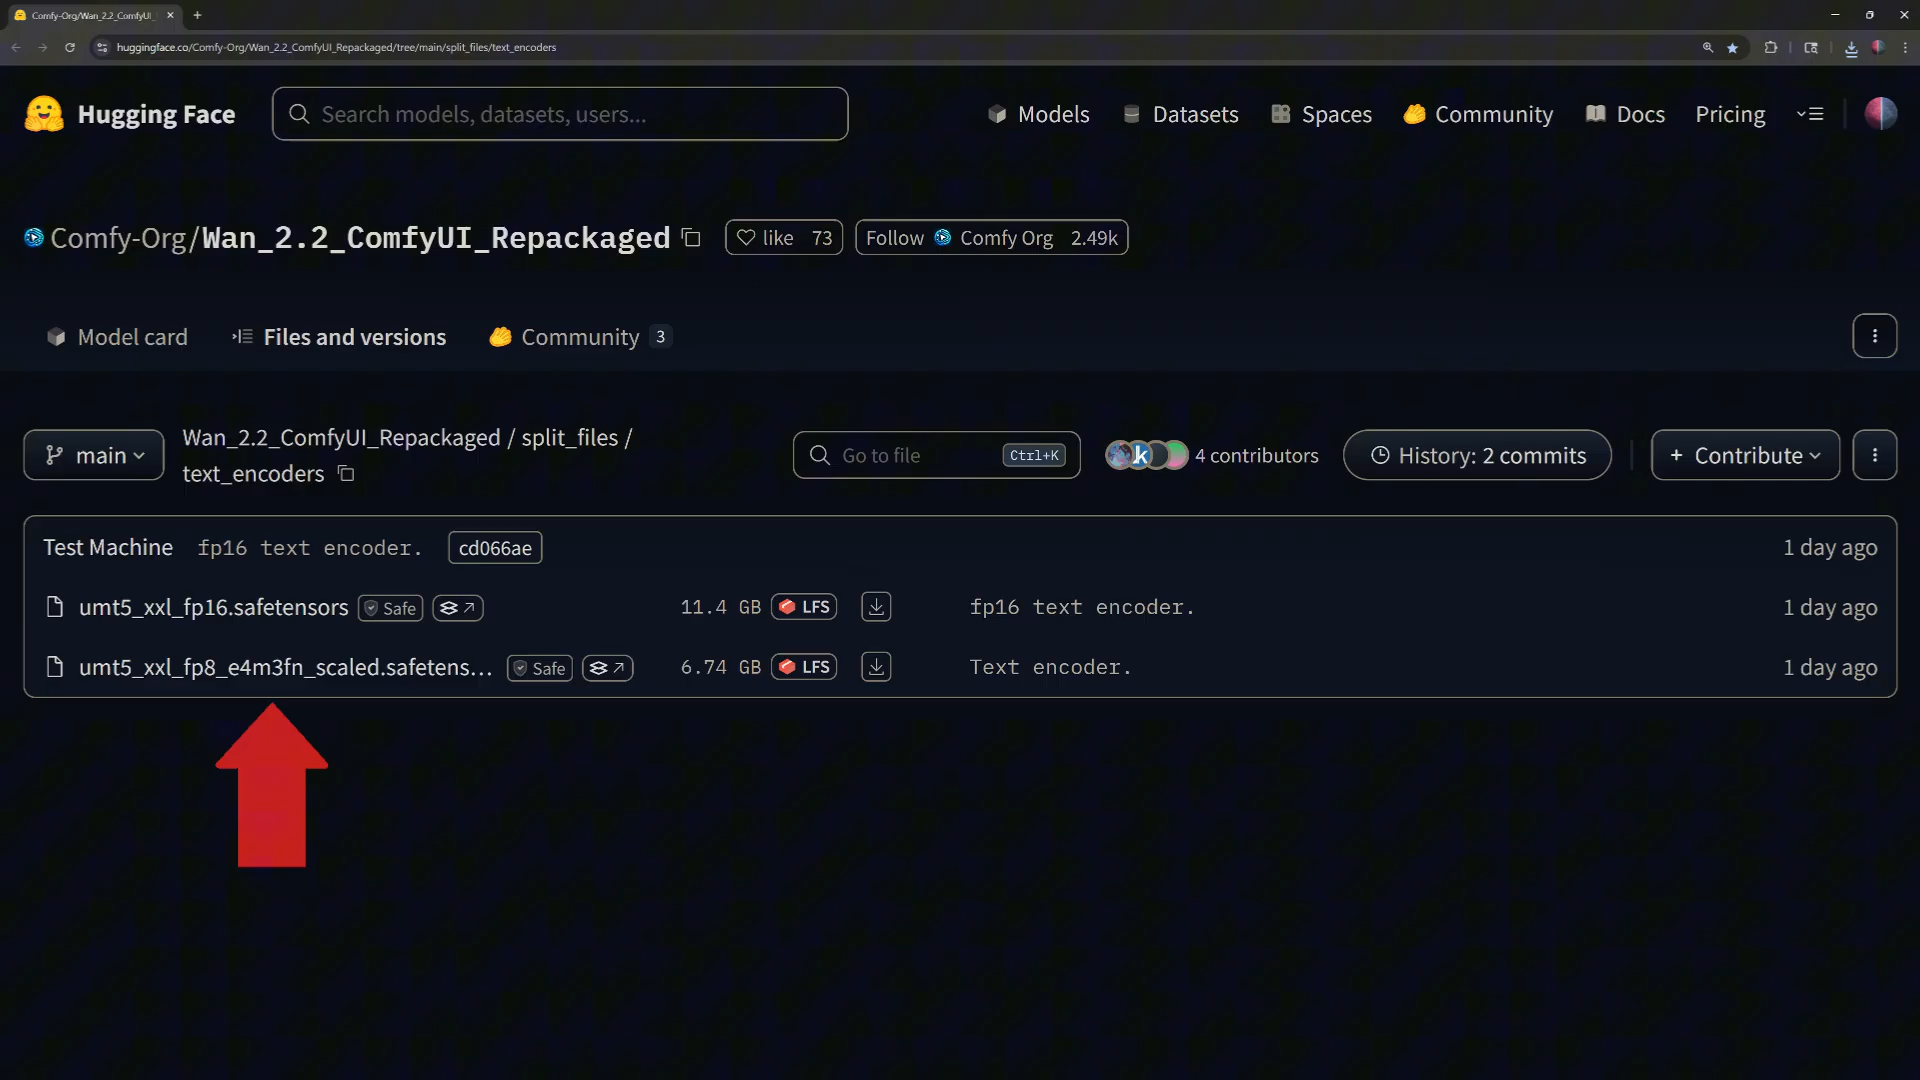 Comfy-Org/Wan_2.2_ComfyUI_
huggingface.co/Comfy-Org/Wan_2.2_ComfyUI_Repackaged/tree/main/split_files/text_encoders
Hugging Face
Search models, datasets, users...
Models
Datasets
Spaces
Community
Docs
Pricing
Comfy-Org/Wan_2.2_ComfyUI_Repackaged
like 73
Follow Comfy Org 2.49k
Model card
Files and versions
Community 3
main
Wan_2.2_ComfyUI_Repackaged / split_files /
text_encoders
Go to file
Ctrl+K
k
4 contributors
History: 2 commits
+ Contribute
Test Machine fp16 text encoder. cd066ae 1 day ago
umt5_xxl_fp16.safetensors Safe 11.4 GB LFS fp16 text encoder. 1 day ago
umt5_xxl_fp8_e4m3fn_scaled.safetens... Safe 6.74 GB LFS Text encoder. 1 day ago